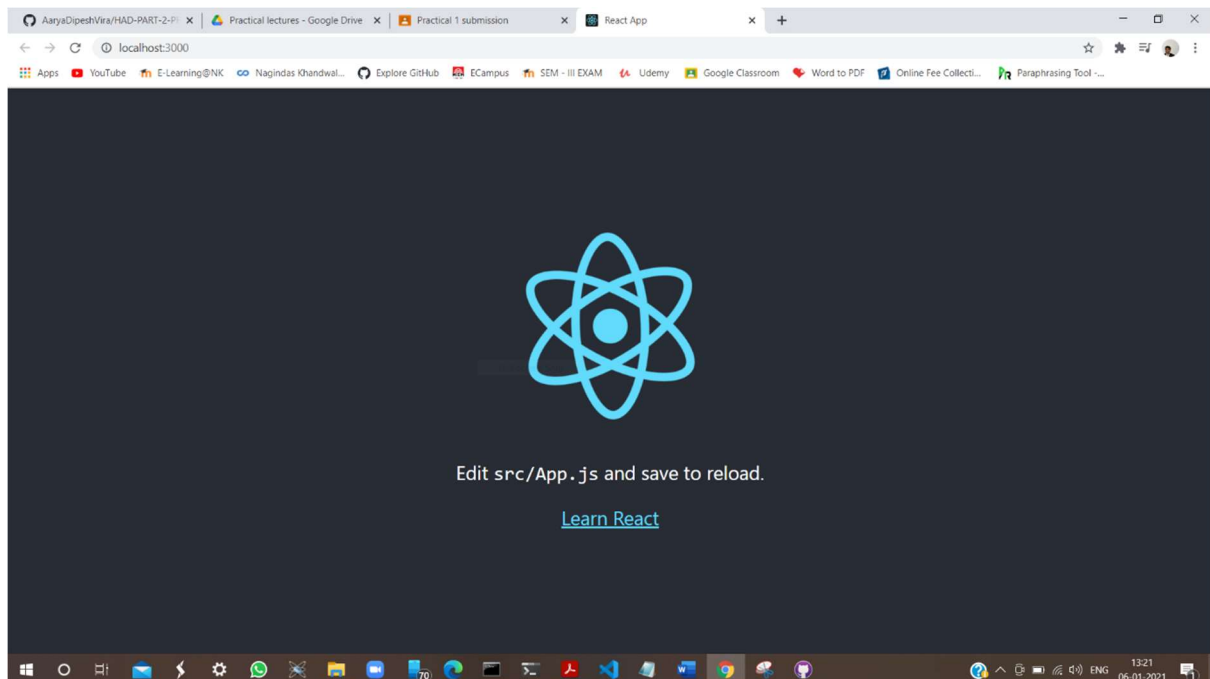 AaryaDipeshVira/HAD-PART-2-P
Practical lectures - Google Drive
Practical 1 submission
React App
localhost:3000
Apps
YouTube
E-Learning@NK
Nagindas Khandwal...
Explore GitHub
ECampus
SEM - III EXAM
Udemy
Google Classroom
Word to PDF
Online Fee Collecti...
Paraphrasing Tool -...
Edit src/App.js and save to reload.
Learn React
70
ENG
13:21
06-01-2021
1